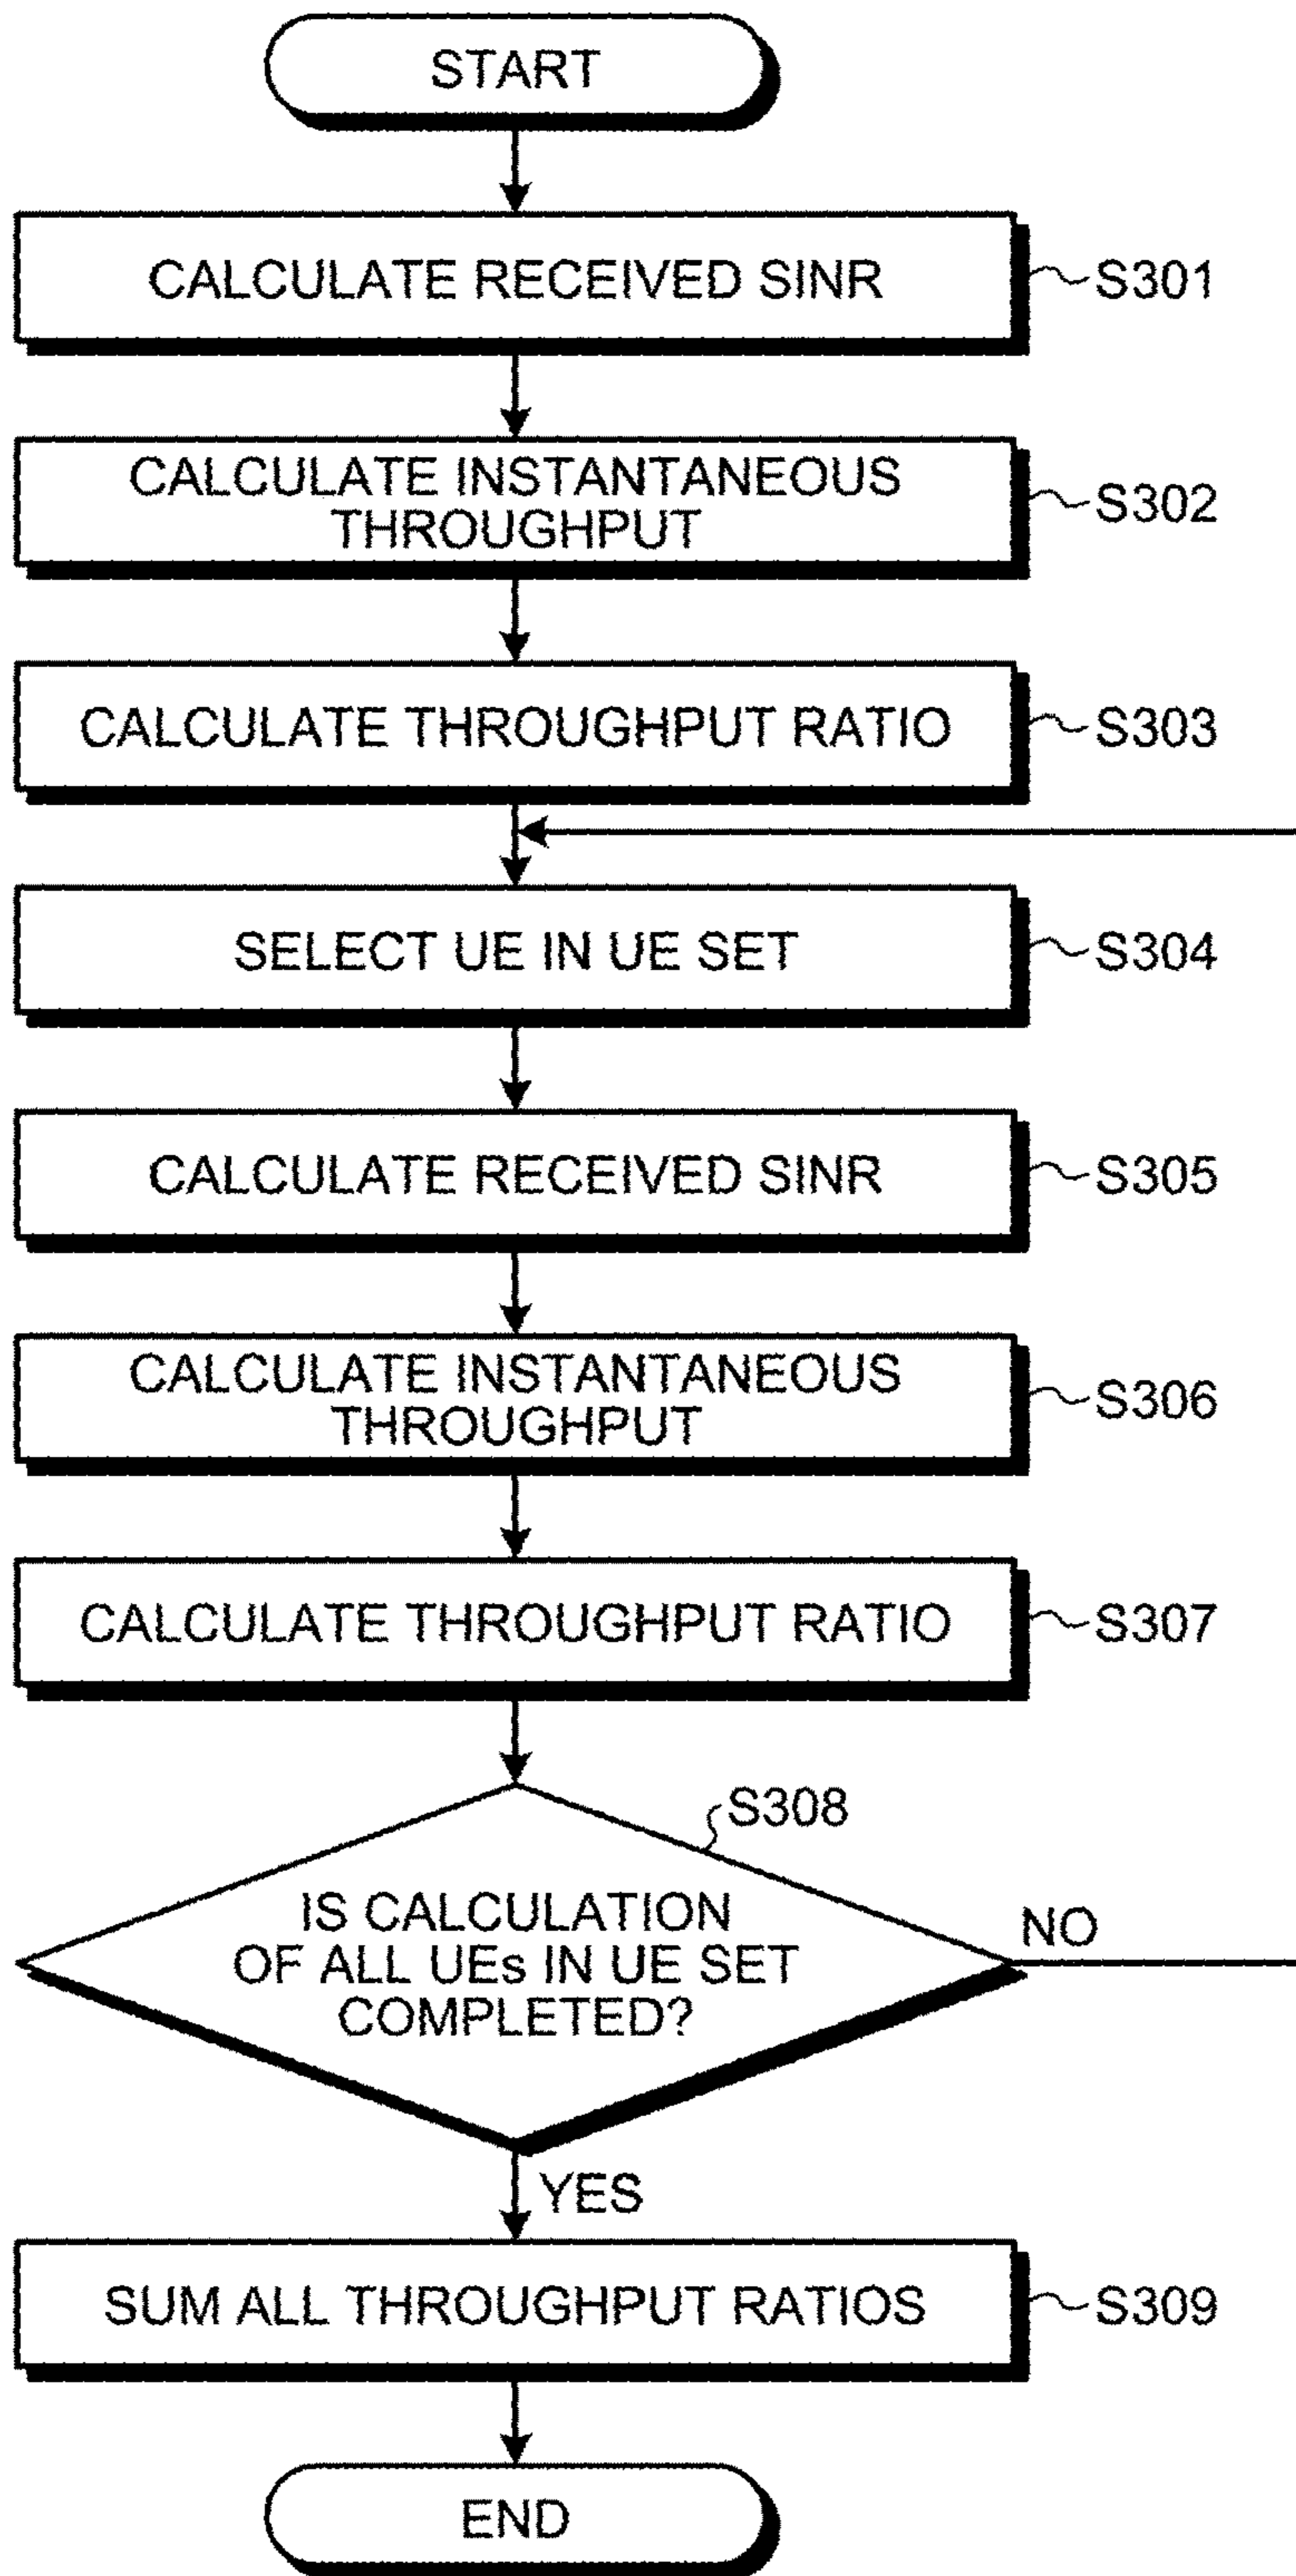 START
CALCULATE RECEIVED SINR
S301
CALCULATE INSTANTANEOUS
THROUGHPUT
S302
CALCULATE THROUGHPUT RATIO
S303
SELECT UE IN UE SET
S304
CALCULATE RECEIVED SINR
S305
CALCULATE INSTANTANEOUS
THROUGHPUT
S306
CALCULATE THROUGHPUT RATIO
S307
S308
IS CALCULATION
OF ALL UEs IN UE SET
COMPLETED?
NO
YES
SUM ALL THROUGHPUT RATIOS
S309
END